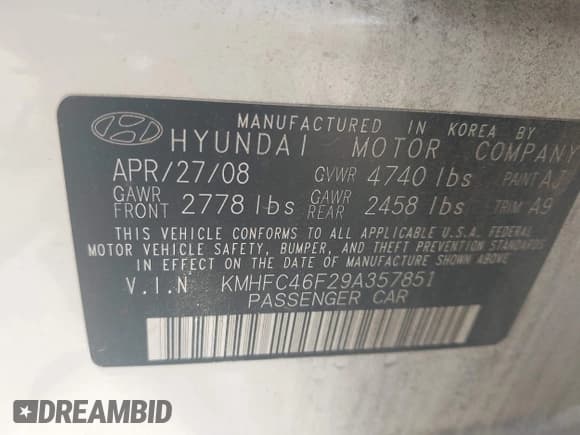 MANUFACTURED IN KOREA BY
HYUNDAI MOTOR COMPANY
APR/27/08 GVWR 4740 lbs PAINT AJ
GAWR FRONT 2778 lbs GAWR REAR 2458 lbs TRIM A9
THIS VEHICLE CONFORMS TO ALL APPLICABLE U.S.A. FEDERAL
MOTOR VEHICLE SAFETY, BUMPER, AND THEFT PREVENTION STANDARDS
IN EFFECT ON THE DATE OF MANUFACTURE SHOWN ABOVE
V.I.N KMHFC46F29A357851
PASSENGER CAR
DREAMBID